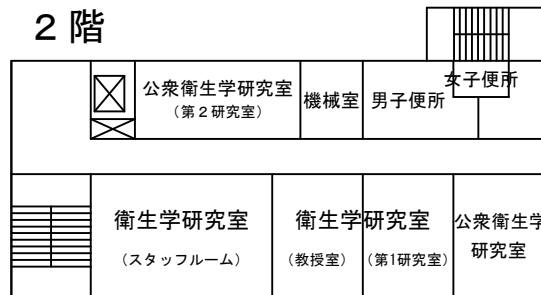 ２階
公衆衛生学研究室
（第２研究室）
機械室
男子便所
女子便所
衛生学研究室
（スタッフルーム）
衛生学研究室
（教授室）
（第1研究室）
公衆衛生学
研究室